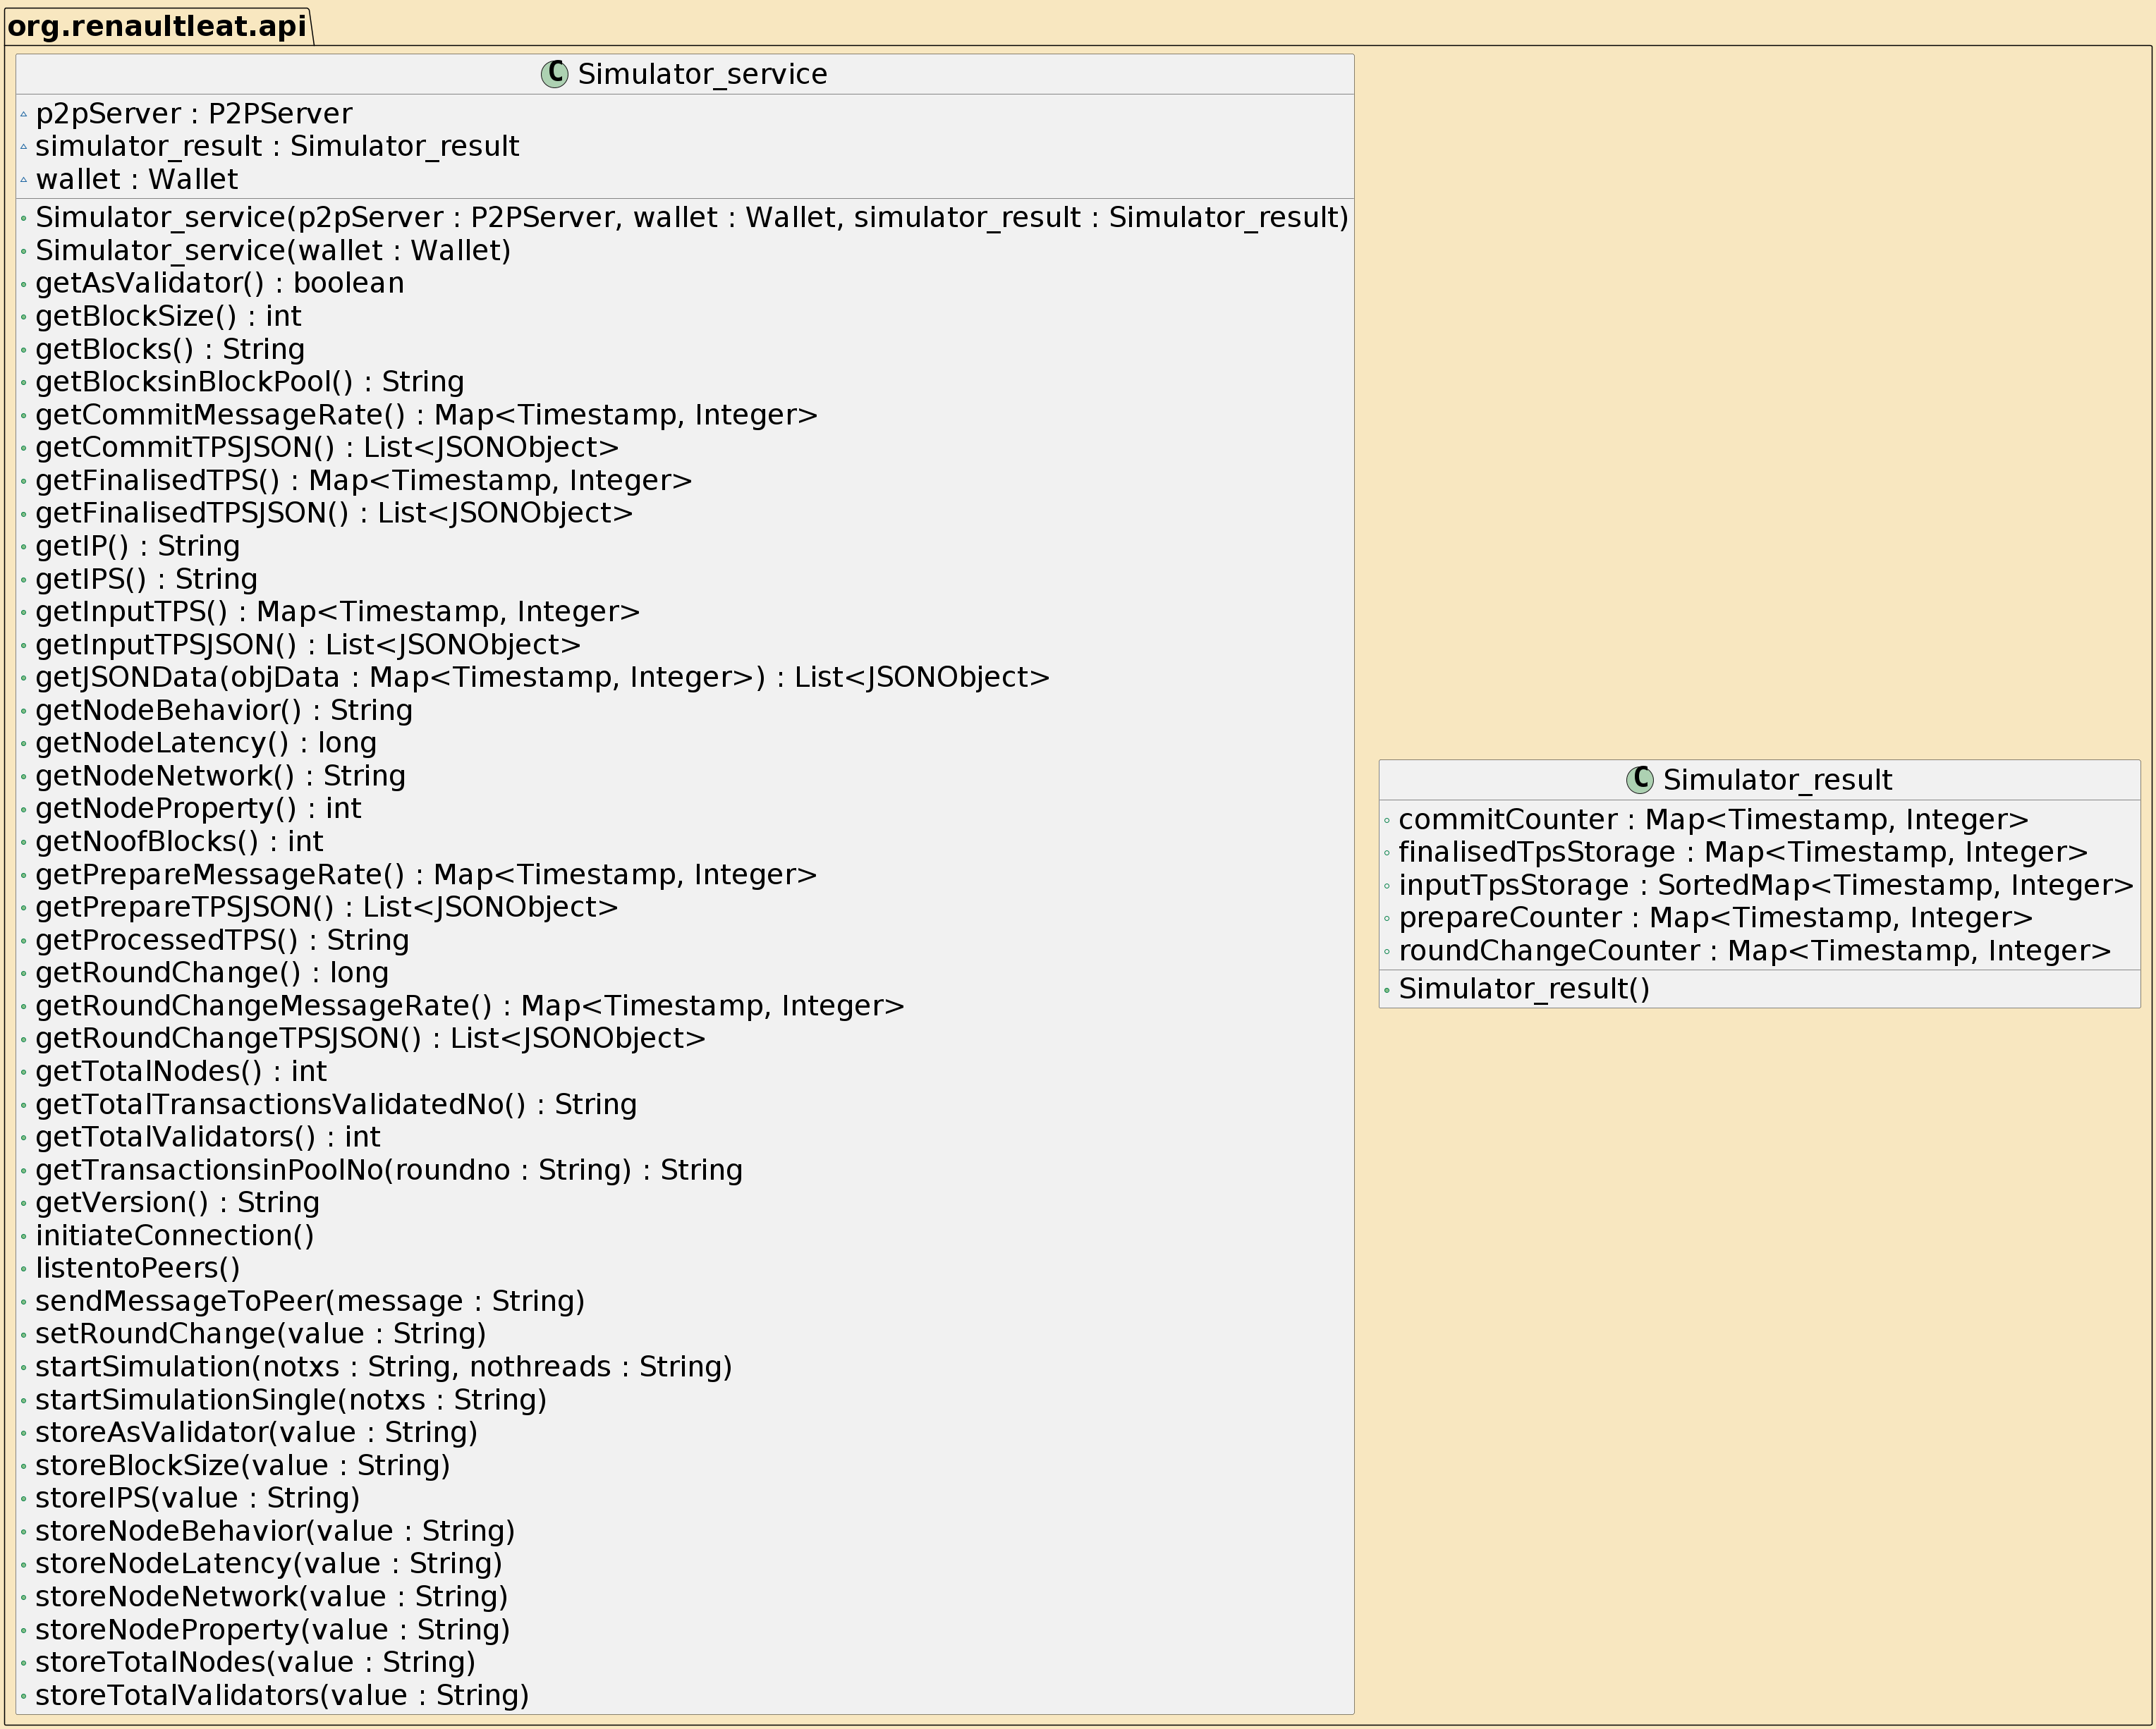 org.renaultleat.api
C Simulator_service
p2pServer : P2PServer
simulator_result : Simulator_result
wallet : Wallet
Simulator_service(p2pServer : P2PServer, wallet : Wallet, simulator_result : Simulator_result)
Simulator_service(wallet : Wallet)
getAsValidator() : boolean
getBlockSize() : int
getBlocks() : String
getBlocksinBlockPool() : String
getCommitMessageRate() : Map<Timestamp, Integer>
getCommitTPSJSON() : List<JSONObject>
getFinalisedTPS() : Map<Timestamp, Integer>
getFinalisedTPSJSON() : List<JSONObject>
getIP() : String
getIPS() : String
getInputTPS() : Map<Timestamp, Integer>
getInputTPSJSON() : List<JSONObject>
getJSONData(objData : Map<Timestamp, Integer>) : List<JSONObject>
getNodeBehavior() : String
getNodeLatency() : long
getNodeNetwork() : String
getNodeProperty() : int
getNoofBlocks() : int
getPrepareMessageRate() : Map<Timestamp, Integer>
getPrepareTPSJSON() : List<JSONObject>
getProcessedTPS() : String
getRoundChange() : long
getRoundChangeMessageRate() : Map<Timestamp, Integer>
getRoundChangeTPSJSON() : List<JSONObject>
getTotalNodes() : int
getTotalTransactionsValidatedNo() : String
getTotalValidators() : int
getTransactionsinPoolNo(roundno : String) : String
getVersion() : String
initiateConnection()
listentoPeers()
sendMessageToPeer(message : String)
setRoundChange(value : String)
startSimulation(notxs : String, nothreads : String)
startSimulationSingle(notxs : String)
storeAsValidator(value : String)
storeBlockSize(value : String)
storeIPS(value : String)
storeNodeBehavior(value : String)
storeNodeLatency(value : String)
storeNodeNetwork(value : String)
storeNodeProperty(value : String)
storeTotalNodes(value : String)
storeTotalValidators(value : String)
C Simulator_result
commitCounter : Map<Timestamp, Integer>
finalisedTpsStorage : Map<Timestamp, Integer>
inputTpsStorage : SortedMap<Timestamp, Integer>
prepareCounter : Map<Timestamp, Integer>
roundChangeCounter : Map<Timestamp, Integer>
Simulator_result()